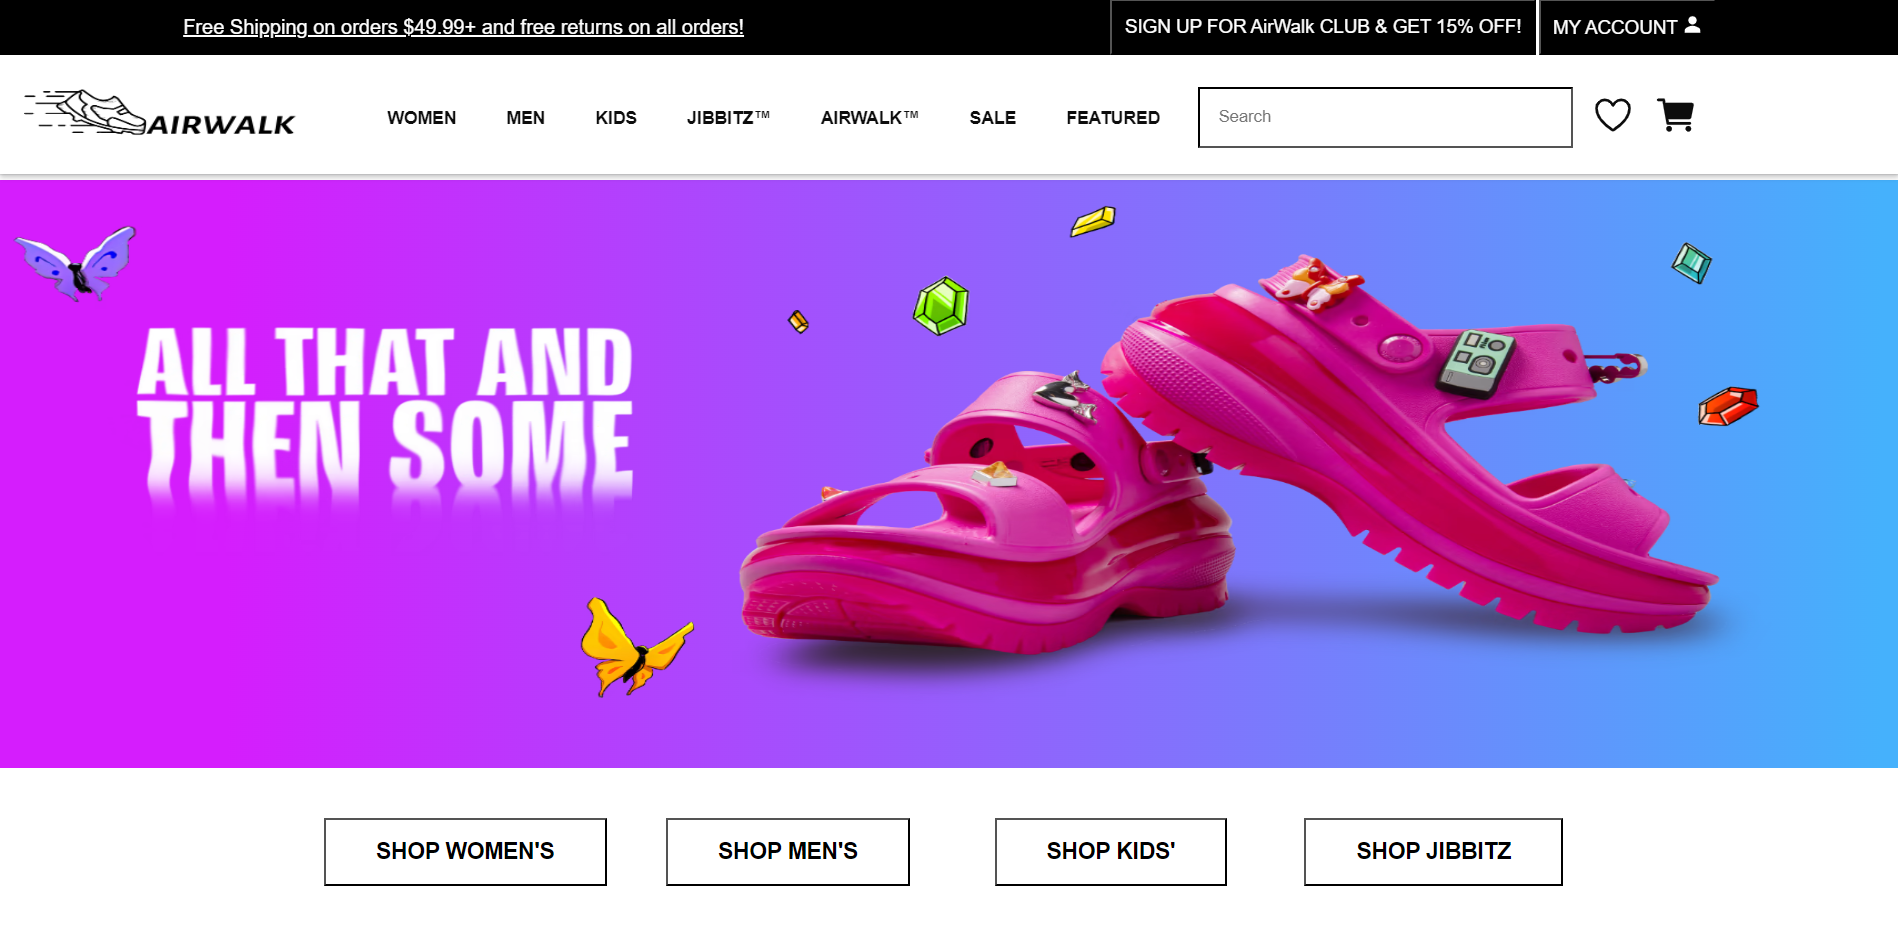 Free Shipping on orders $49.99+ and free returns on all orders!
SIGN UP FOR AirWalk CLUB & GET 15% OFF!
MY ACCOUNT
AIRWALK
WOMEN
MEN
KIDS
JIBBITZ™
AIRWALK™
SALE
FEATURED
Search
ALL THAT AND
THEN SOME
SHOP WOMEN'S
SHOP MEN'S
SHOP KIDS'
SHOP JIBBITZ